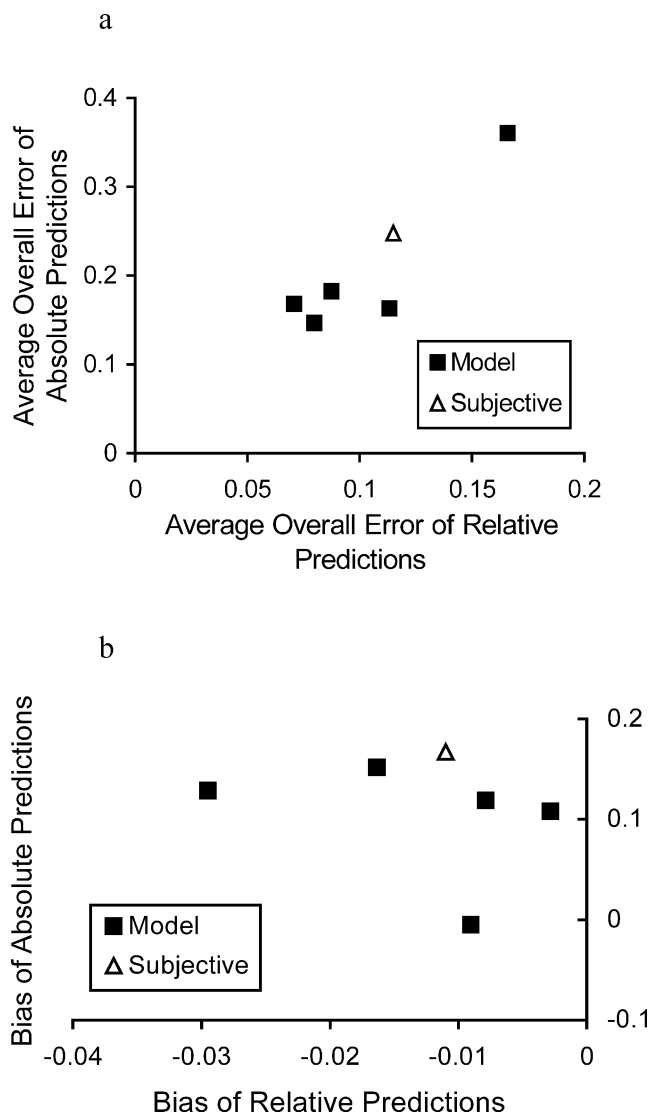 a
Average Overall Error of
Absolute Predictions
0.4
0.3
0.2
0.1
0
Model
Subjective
0
0.05
0.1
0.15
0.2
Average Overall Error of Relative
Predictions
b
Bias of Absolute Predictions
0.2
0.1
0
-0.1
Model
Subjective
-0.04
-0.03
-0.02
-0.01
0
Bias of Relative Predictions